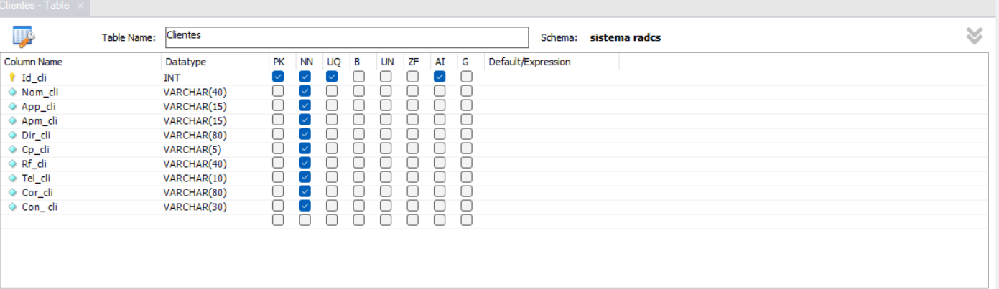 Clientes - Table ×
Table Name: Clientes Schema: sistema radcs
Column Name Datatype PK NN UQ B UN ZF AI G Default/Expression
Id_cli INT
Nom_cli VARCHAR(40)
App_cli VARCHAR(15)
Apm_cli VARCHAR(15)
Dir_cli VARCHAR(80)
Cp_cli VARCHAR(5)
Rf_cli VARCHAR(40)
Tel_cli VARCHAR(10)
Cor_cli VARCHAR(80)
Con_ cli VARCHAR(30)